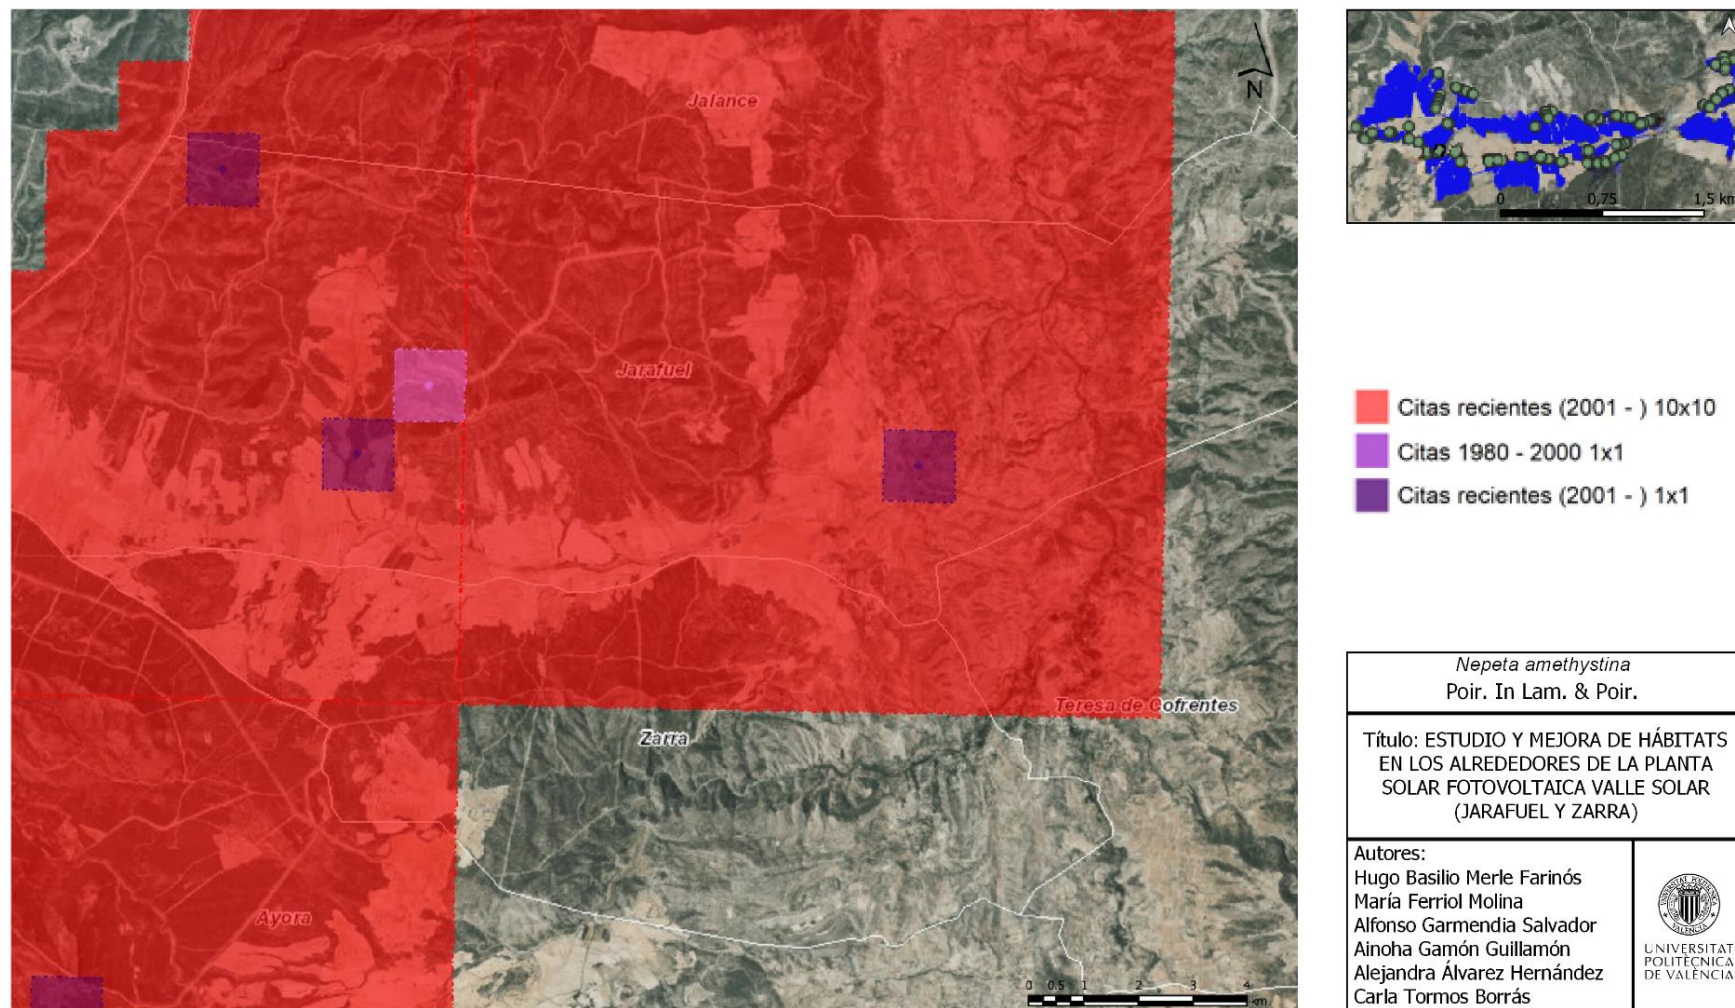 Jalance
N
Jarafuel
Teresa de Cofrentes
Zarra
Ayora
0 0.5 1 2 3 4
km
0 0,75 1,5 km
Citas recientes (2001 - ) 10x10
Citas 1980 - 2000 1x1
Citas recientes (2001 - ) 1x1
Nepeta amethystina
Poir. In Lam. & Poir.
Título: ESTUDIO Y MEJORA DE HÁBITATS
EN LOS ALREDEDORES DE LA PLANTA
SOLAR FOTOVOLTAICA VALLE SOLAR
(JARAFUEL Y ZARRA)
Autores:
Hugo Basilio Merle Farinós
María Ferriol Molina
Alfonso Garmendia Salvador
Ainoha Gamón Guillamón
Alejandra Álvarez Hernández
Carla Tormos Borrás
UNIVERSITAT
POLITÈCNICA
DE VALÈNCIA